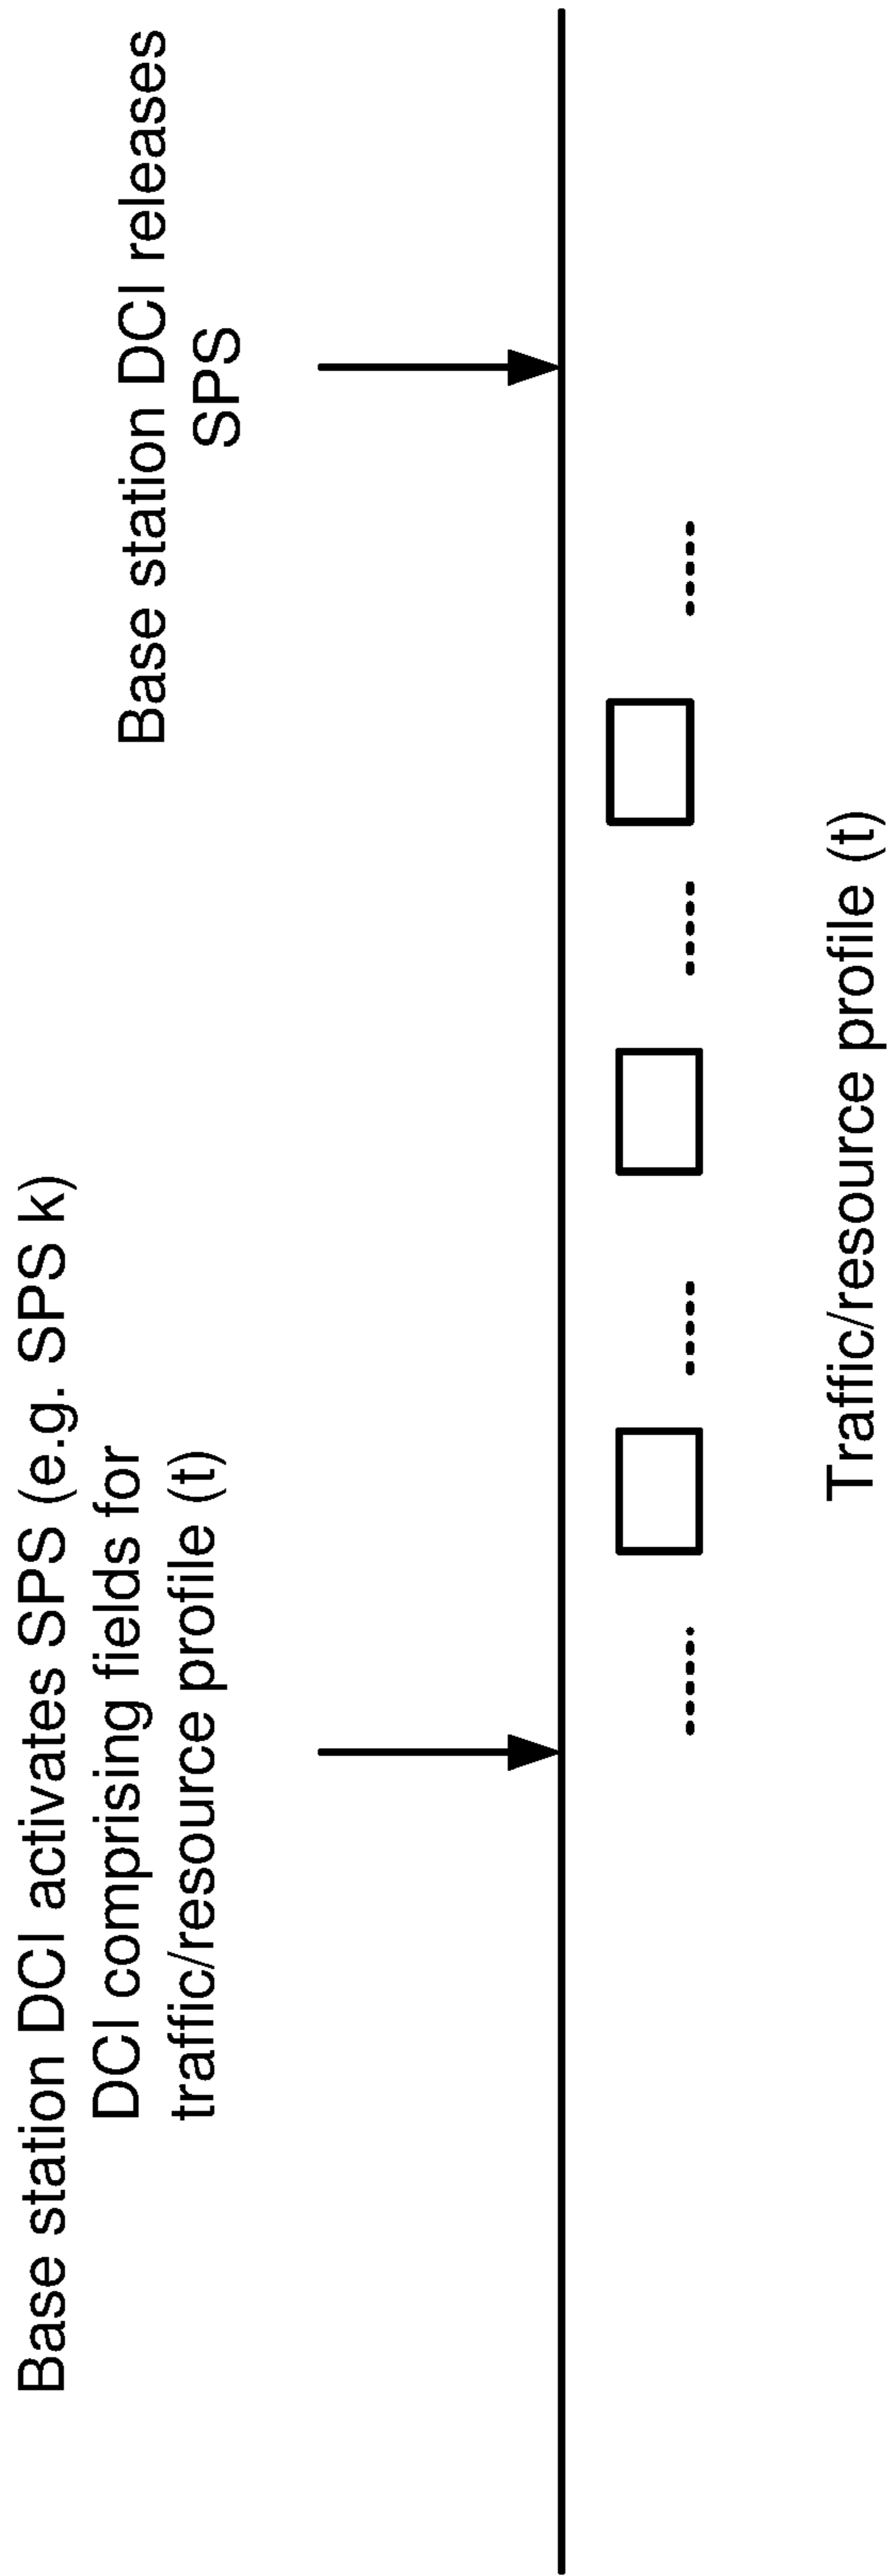 Base station DCI activates SPS (e.g. SPS k)
DCI comprising fields for
traffic/resource profile (t)
Base station DCI releases
SPS
Traffic/resource profile (t)